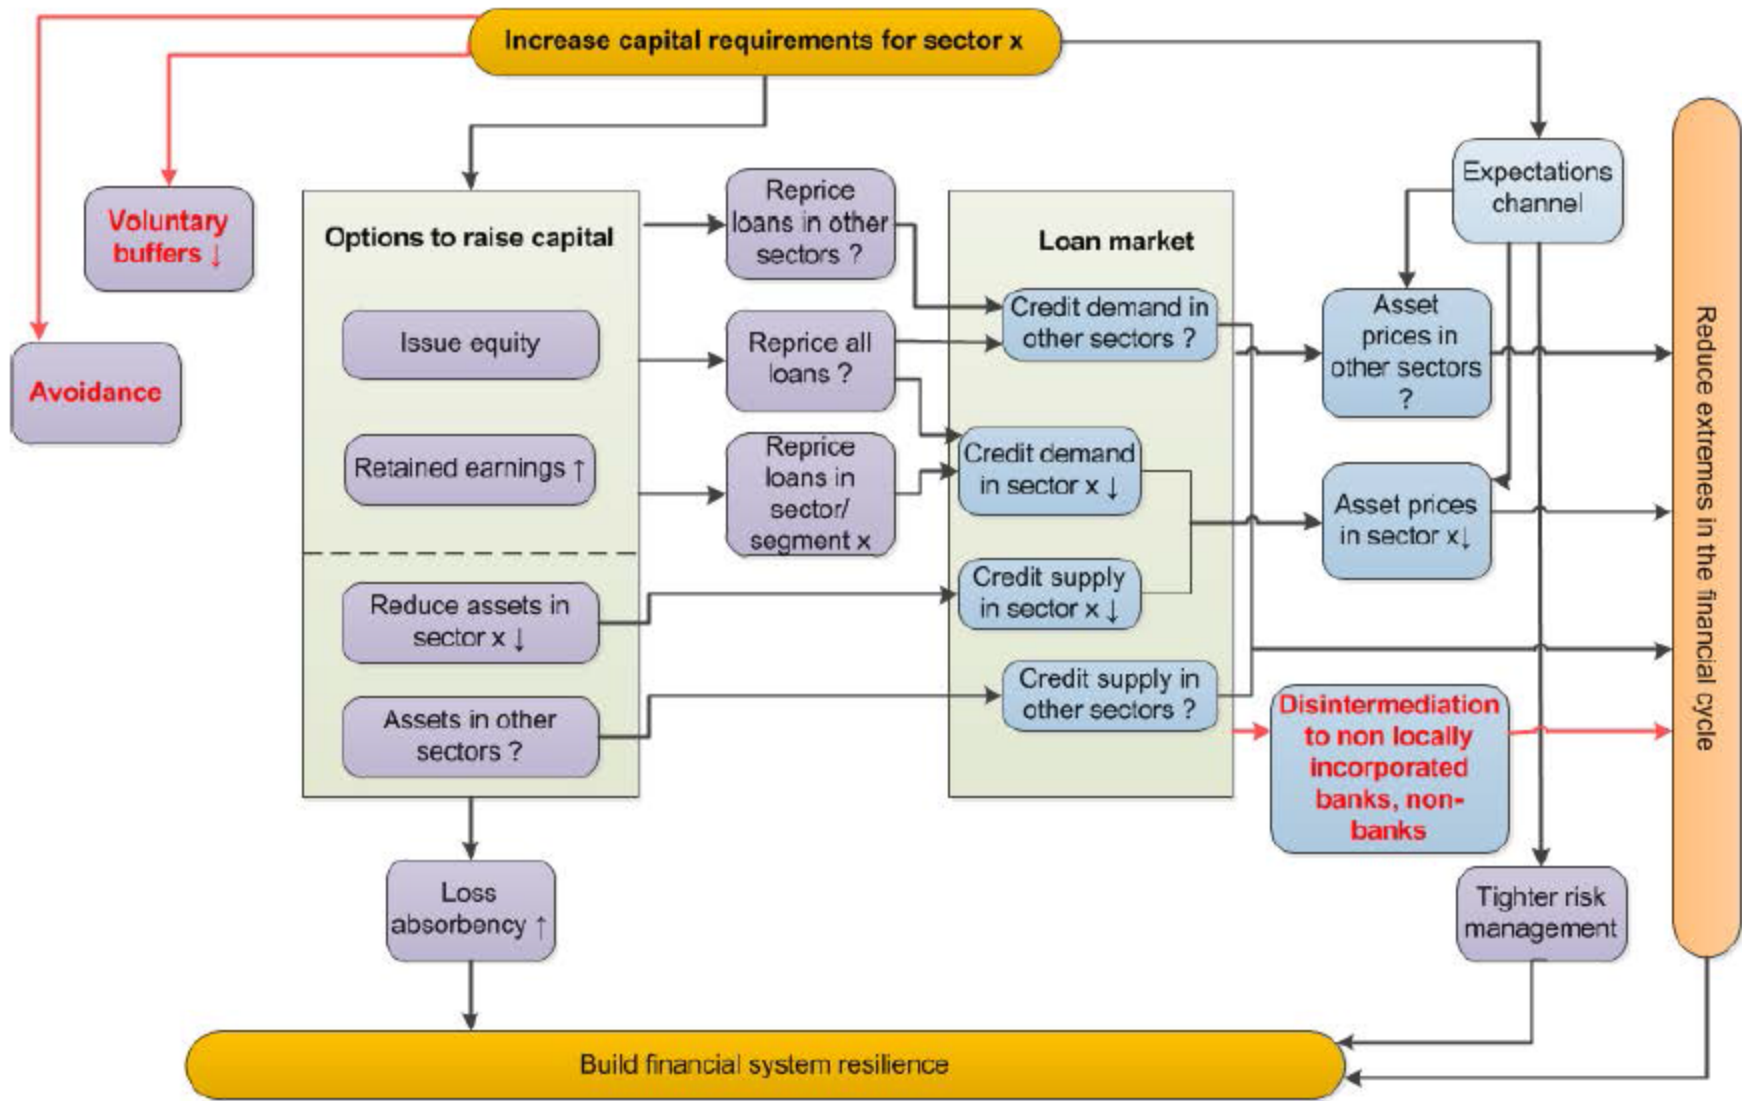 Increase capital requirements for sector x
Voluntary
buffers ↓
Avoidance
Options to raise capital
Issue equity
Retained earnings ↑
Reduce assets in
sector x ↓
Assets in other
sectors ?
Loss
absorbency ↑
Reprice
loans in other
sectors ?
Reprice all
loans ?
Reprice
loans in
sector/
segment x
Loan market
Credit demand in
other sectors ?
Credit demand
in sector x ↓
Credit supply
in sector x ↓
Credit supply in
other sectors ?
Expectations
channel
Asset
prices in
other sectors
?
Asset prices
in sector x↓
Disintermediation
to non locally
incorporated
banks, non-
banks
Tighter risk
management
Reduce extremes in the financial cycle
Build financial system resilience